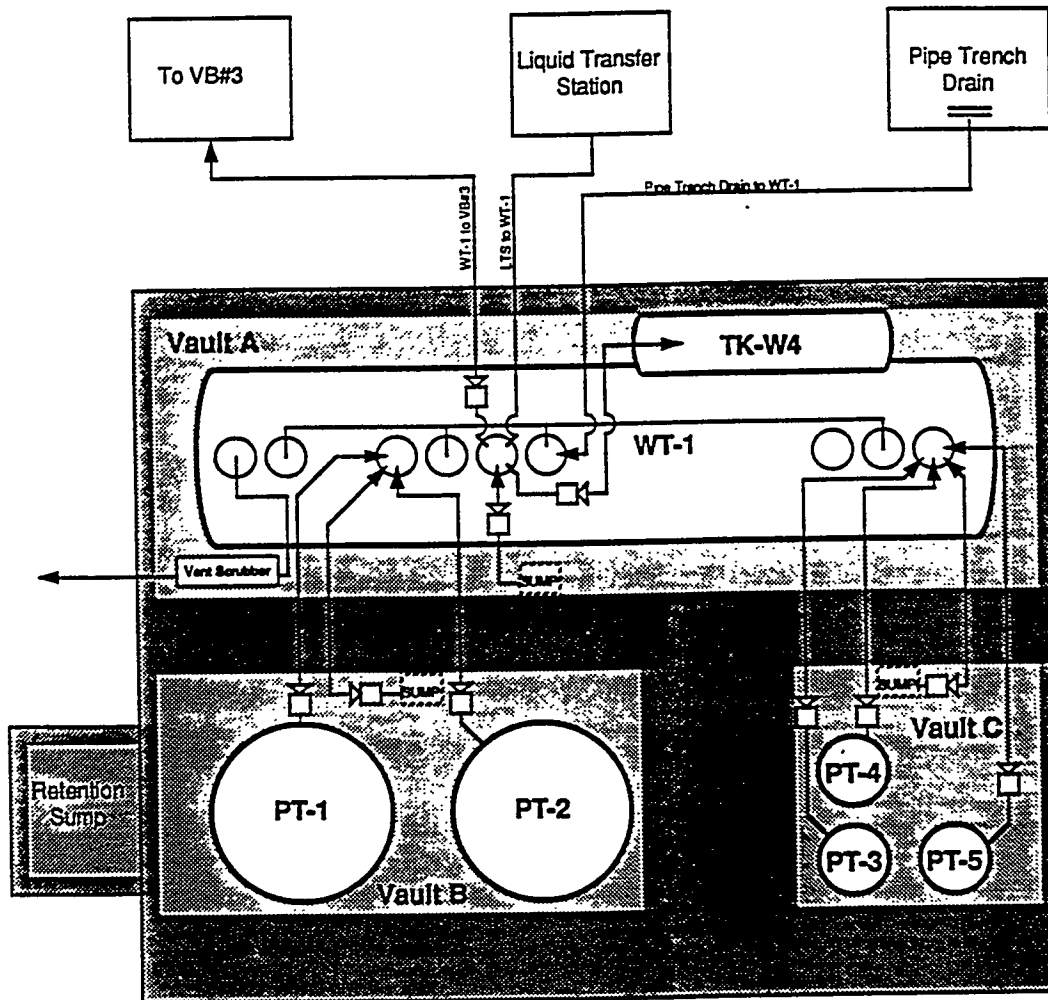 To VB#3
Liquid Transfer
Station
Pipe Trench
Drain
WT-1 to VB#3
LTS to WT-1
Pipe Trench Drain to WT-1
Vault A
TK-W4
WT-1
Vent Scrubber
SUMP
SUMP
SUMP
Vault C
Retention
Sump
PT-1
PT-2
PT-4
PT-3
PT-5
Vault B